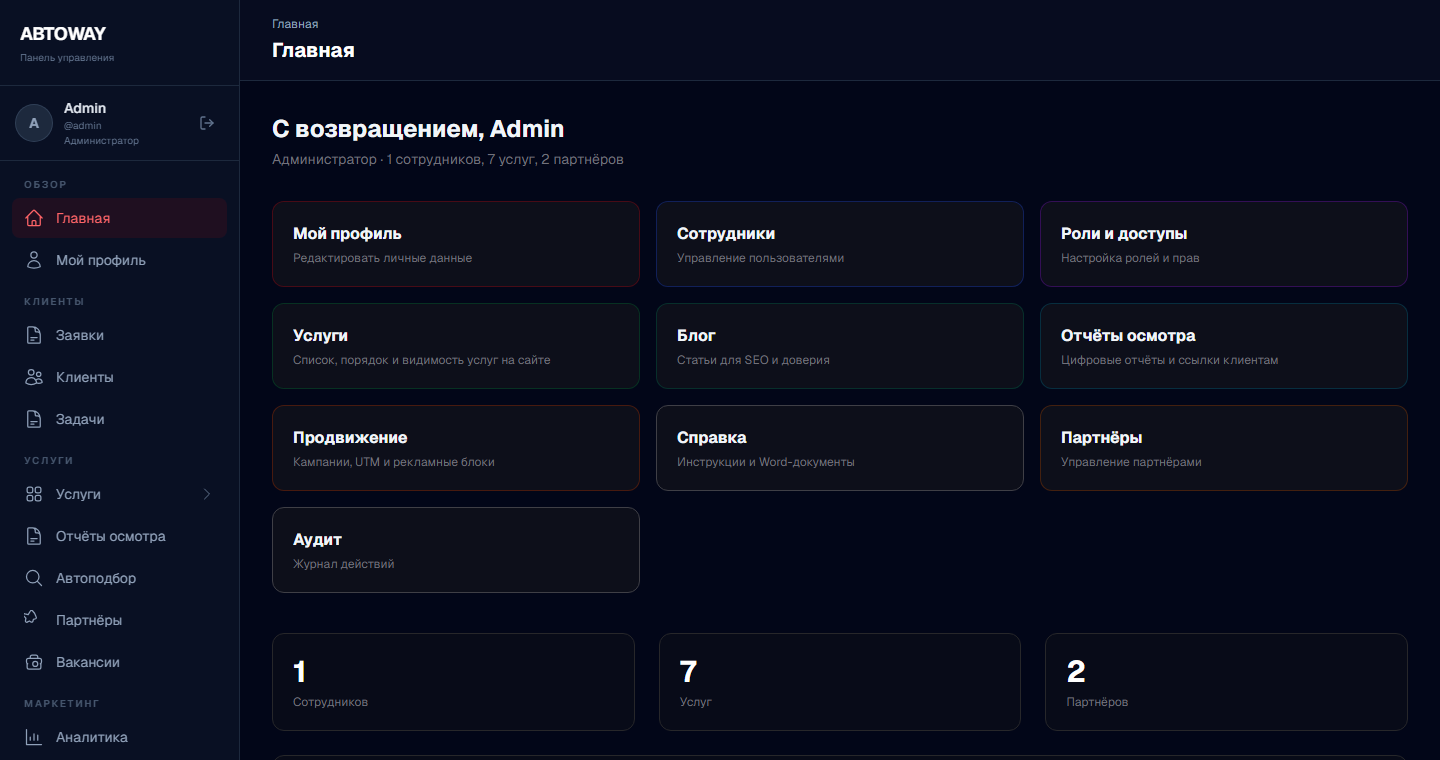 АВТОWAY
Панель управления
A
Admin
@admin
Администратор
ОБЗОР
Главная
Мой профиль
КЛИЕНТЫ
Заявки
Клиенты
Задачи
УСЛУГИ
Услуги
Отчёты осмотра
Автоподбор
Партнёры
Вакансии
МАРКЕТИНГ
Аналитика
Главная
Главная
С возвращением, Admin
Администратор · 1 сотрудников, 7 услуг, 2 партнёров
Мой профиль
Редактировать личные данные
Сотрудники
Управление пользователями
Роли и доступы
Настройка ролей и прав
Услуги
Список, порядок и видимость услуг на сайте
Блог
Статьи для SEO и доверия
Отчёты осмотра
Цифровые отчёты и ссылки клиентам
Продвижение
Кампании, UTM и рекламные блоки
Справка
Инструкции и Word-документы
Партнёры
Управление партнёрами
Аудит
Журнал действий
1
Сотрудников
7
Услуг
2
Партнёров